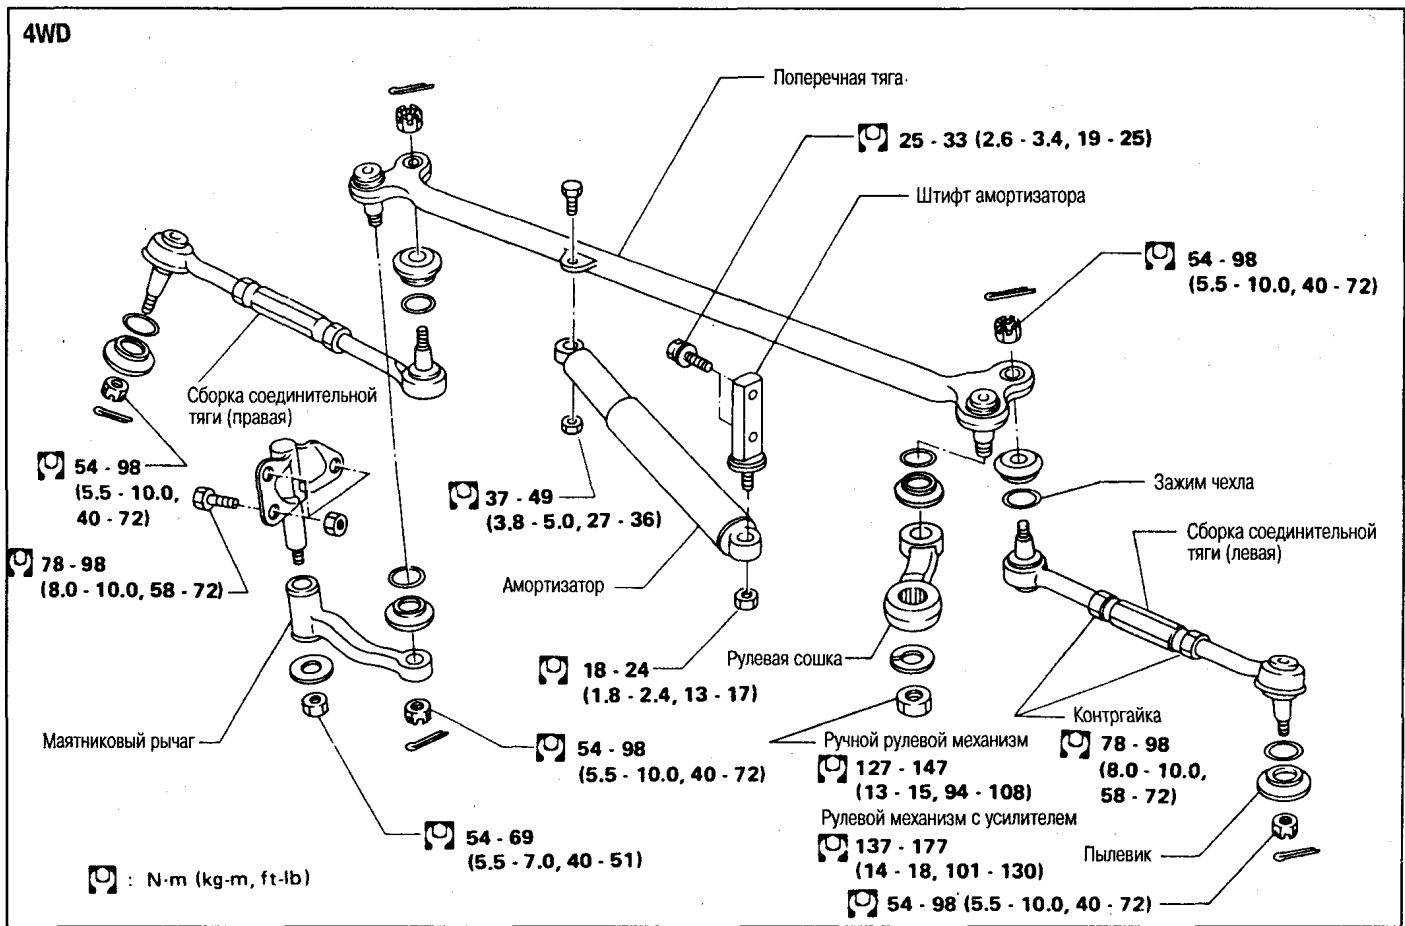 4WD
Поперечная тяга
25 - 33 (2.6 - 3.4, 19 - 25)
Штифт амортизатора
54 - 98
(5.5 - 10.0, 40 - 72)
Сборка соединительной
тяги (правая)
54 - 98
(5.5 - 10.0,
40 - 72)
37 - 49
(3.8 - 5.0, 27 - 36)
Зажим чехла
Сборка соединительной
тяги (левая)
78 - 98
(8.0 - 10.0, 58 - 72)
Амортизатор
18 - 24
(1.8 - 2.4, 13 - 17)
Рулевая сошка
Маятниковый рычаг
54 - 98
(5.5 - 10.0, 40 - 72)
Ручной рулевой механизм
127 - 147
(13 - 15, 94 - 108)
Рулевой механизм с усилителем
137 - 177
(14 - 18, 101 - 130)
Контргайка
78 - 98
(8.0 - 10.0,
58 - 72)
Пылевик
54 - 69
(5.5 - 7.0, 40 - 51)
54 - 98 (5.5 - 10.0, 40 - 72)
: N·m (kg-m, ft-lb)